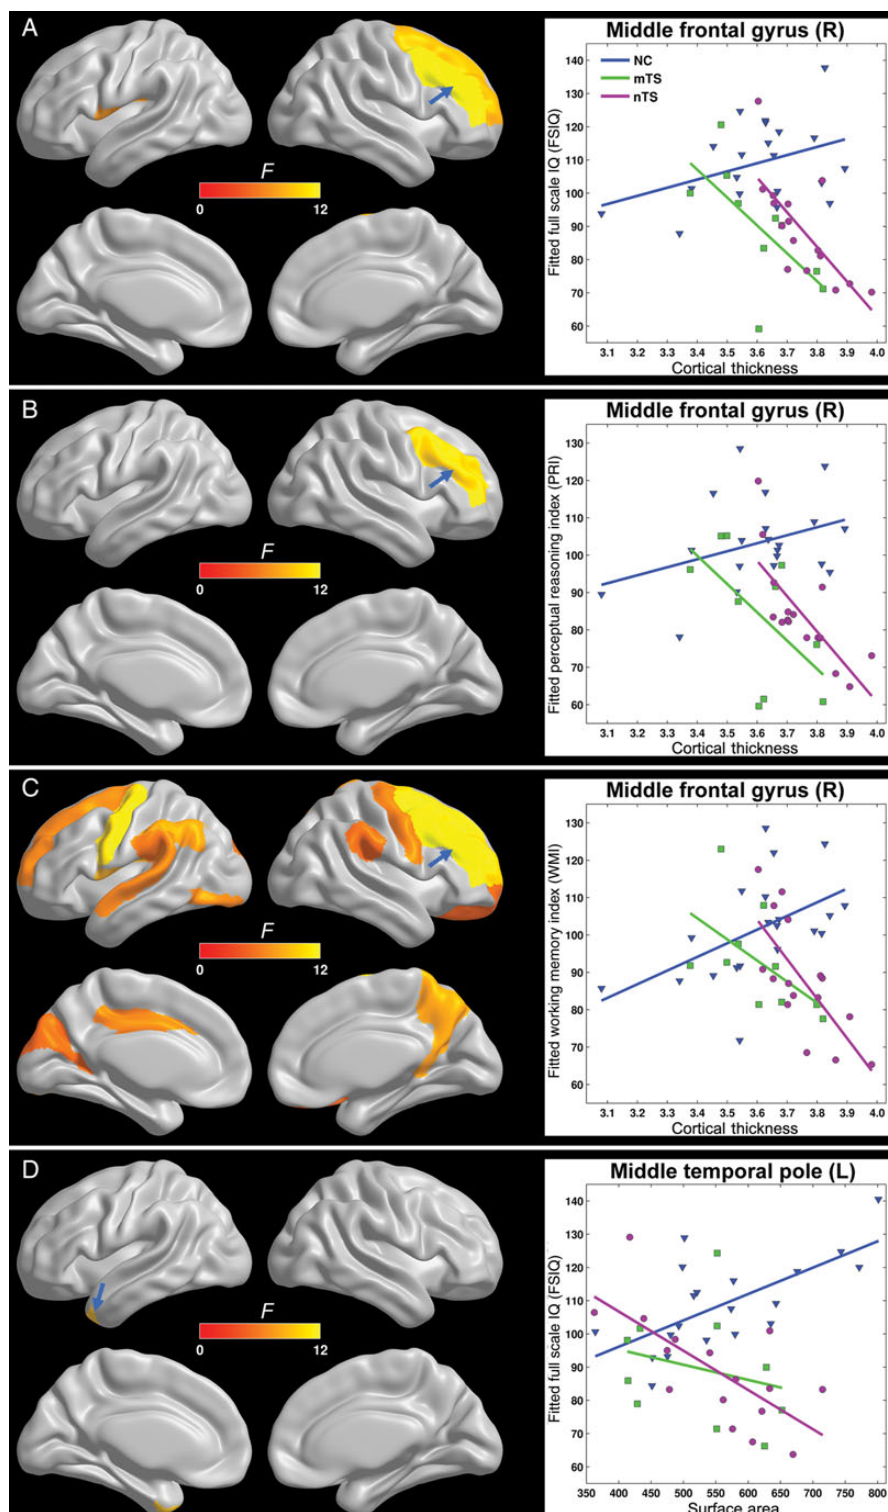 A
Middle frontal gyrus (R)
NC
mTS
nTS
F
0
12
Fitted full scale IQ (FSIQ)
140
130
120
110
100
90
80
70
60
3.1 3.2 3.3 3.4 3.5 3.6 3.7 3.8 3.9 4.0
Cortical thickness
B
Middle frontal gyrus (R)
F
0
12
Fitted perceptual reasoning index (PRI)
130
120
110
100
90
80
70
60
3.1 3.2 3.3 3.4 3.5 3.6 3.7 3.8 3.9 4.0
Cortical thickness
C
Middle frontal gyrus (R)
F
0
12
Fitted working memory index (WMI)
130
120
110
100
90
80
70
60
3.1 3.2 3.3 3.4 3.5 3.6 3.7 3.8 3.9 4.0
Cortical thickness
D
Middle temporal pole (L)
F
0
12
Fitted full scale IQ (FSIQ)
140
130
120
110
100
90
80
70
60
350 400 450 500 550 600 650 700 750 800
Surface area